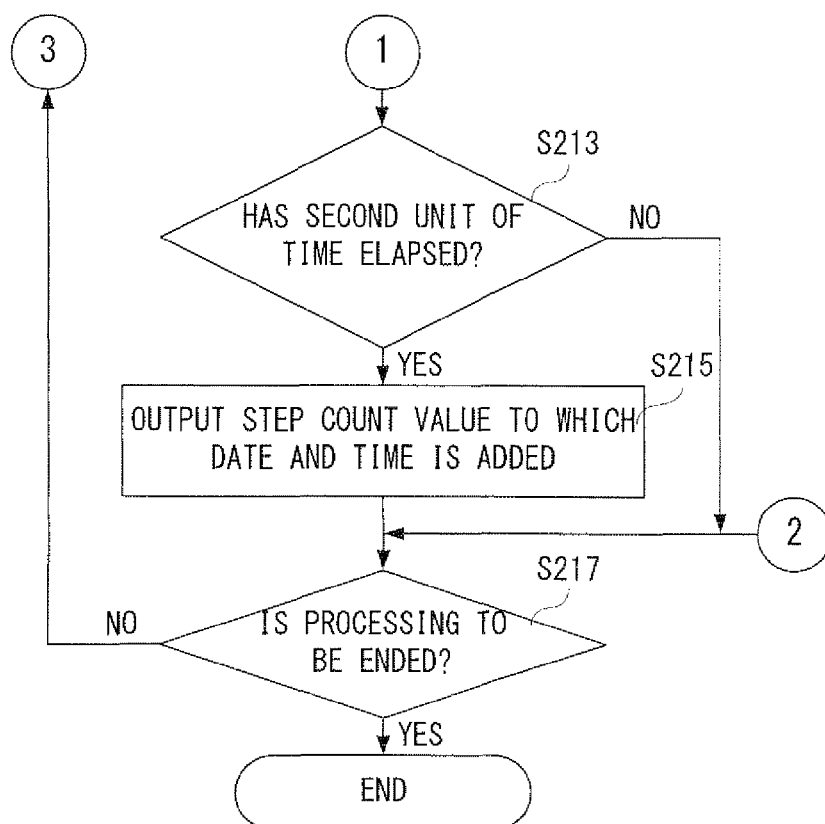 3
1
S213
HAS SECOND UNIT OF
TIME ELAPSED?
NO
YES
S215
OUTPUT STEP COUNT VALUE TO WHICH
DATE AND TIME IS ADDED
2
S217
NO
IS PROCESSING TO
BE ENDED?
YES
END